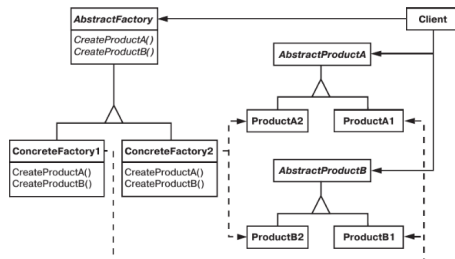 AbstractFactory
CreateProductA()
CreateProductB()
Client
AbstractProductA
ProductA2
ProductA1
ConcreteFactory1
CreateProductA()
CreateProductB()
ConcreteFactory2
CreateProductA()
CreateProductB()
AbstractProductB
ProductB2
ProductB1